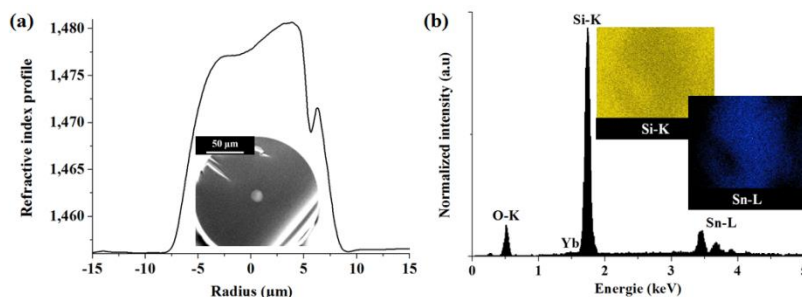 (a)
1,480
1,475
1,470
1,465
1,460
Refractive index profile
50 µm
-15
-10
-5
0
5
10
15
Radius (µm)
(b)
Si-K
Normalized intensity (a.u)
Si-K
Sn-L
O-K
Yb
Sn-L
0
1
2
3
4
5
Energie (keV)